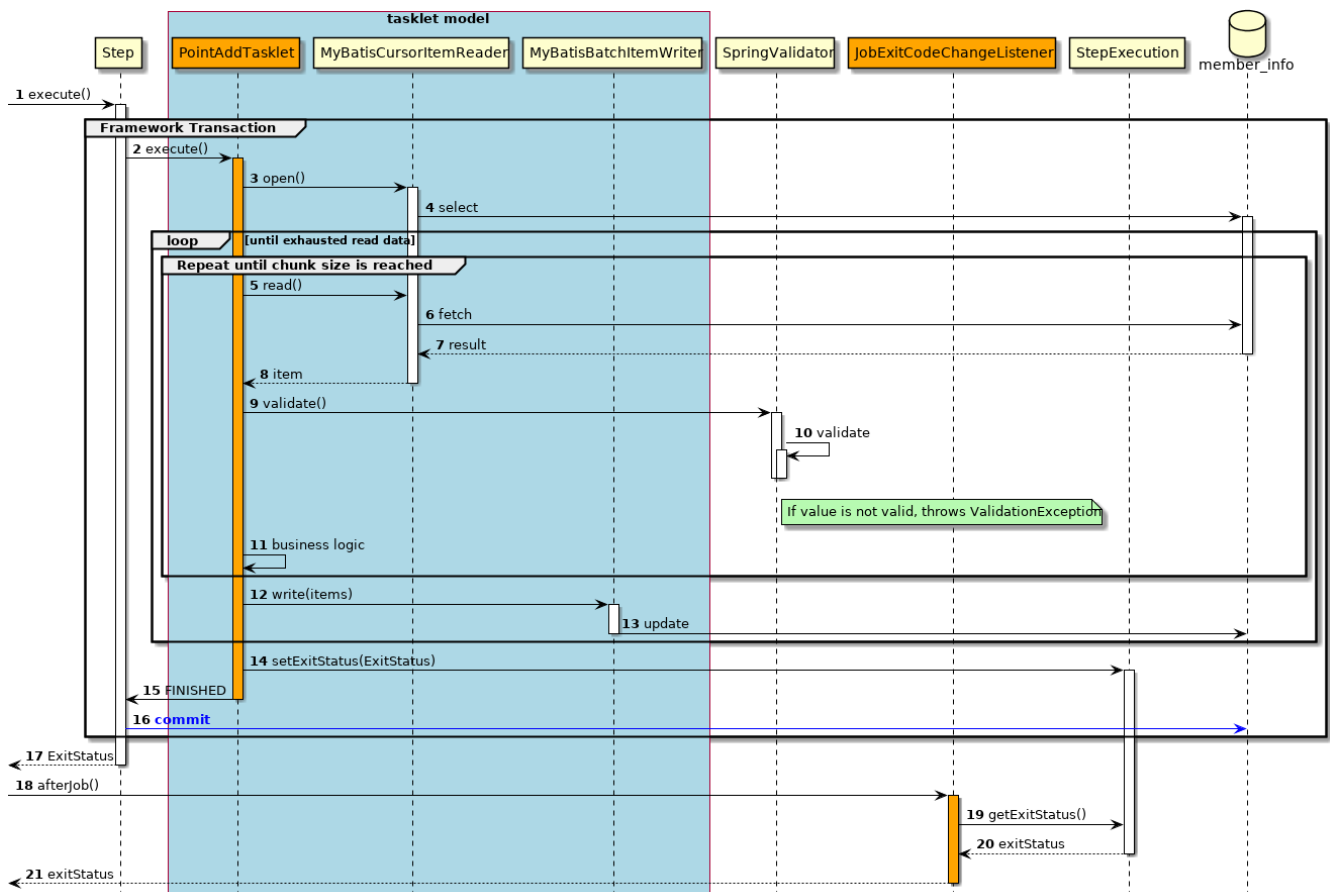 tasklet model
Step
PointAddTasklet
MyBatisCursorItemReader
MyBatisBatchItemWriter
SpringValidator
JobExitCodeChangeListener
StepExecution
member_info
1 execute()
Framework Transaction
2 execute()
3 open()
4 select
loop [until exhausted read data]
Repeat until chunk size is reached
5 read()
6 fetch
7 result
8 item
9 validate()
10 validate
If value is not valid, throws ValidationException
11 business logic
12 write(items)
13 update
14 setExitStatus(ExitStatus)
15 FINISHED
16 commit
17 ExitStatus
18 afterJob()
19 getExitStatus()
20 exitStatus
21 exitStatus